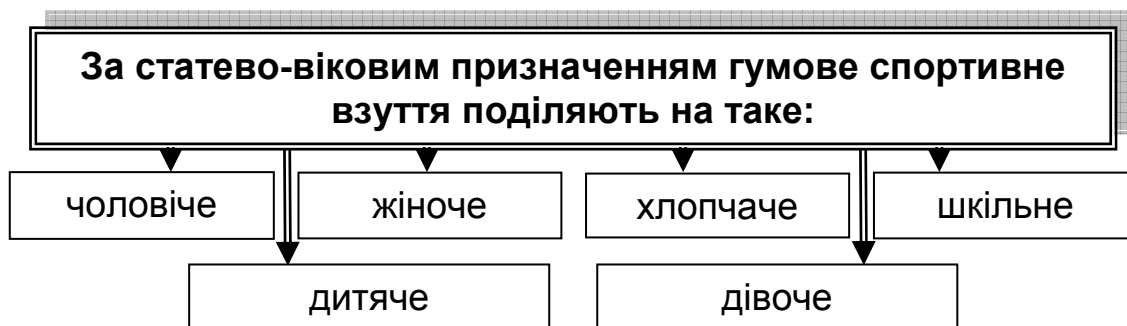 За статево-віковим призначенням гумове спортивне
взуття поділяють на таке:
чоловіче
жіноче
хлопчаче
шкільне
дитяче
дівоче